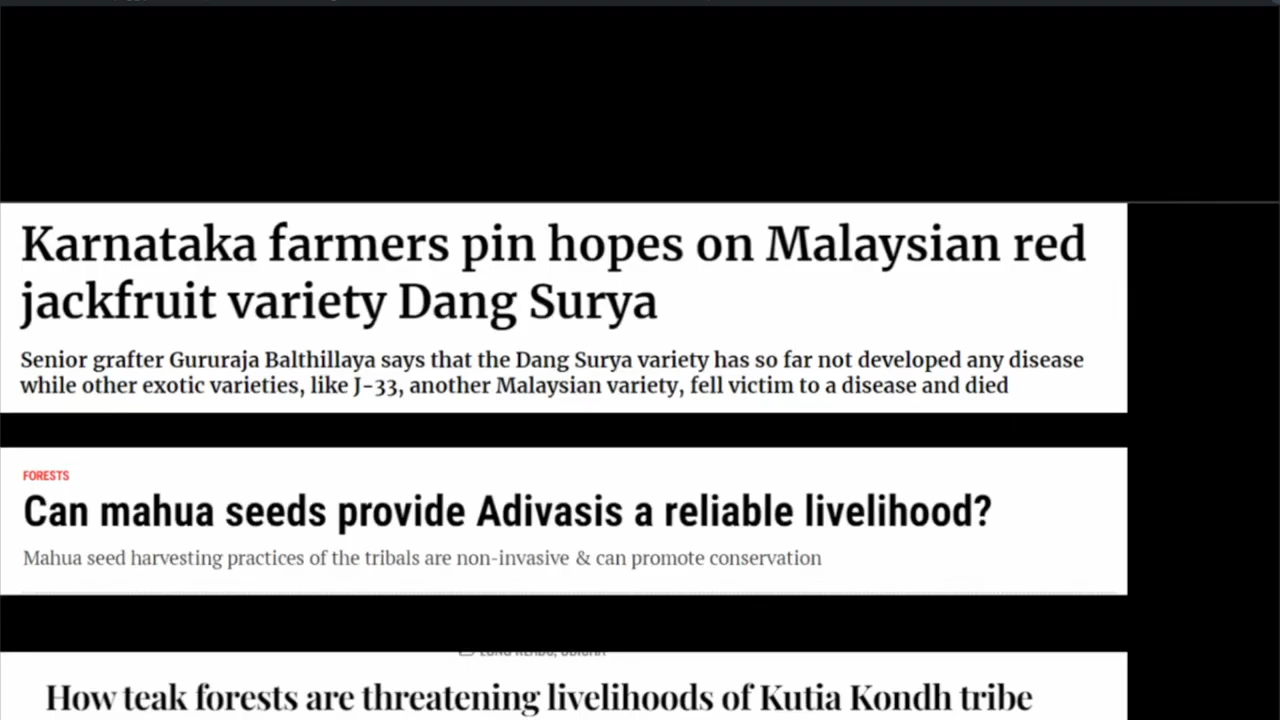 Karnataka farmers pin hopes on Malaysian red
jackfruit variety Dang Surya
Senior grafter Gururaja Balthillaya says that the Dang Surya variety has so far not developed any disease
while other exotic varieties, like J-33, another Malaysian variety, fell victim to a disease and died
FORESTS
Can mahua seeds provide Adivasis a reliable livelihood?
Mahua seed harvesting practices of the tribals are non-invasive & can promote conservation
How teak forests are threatening livelihoods of Kutia Kondh tribe